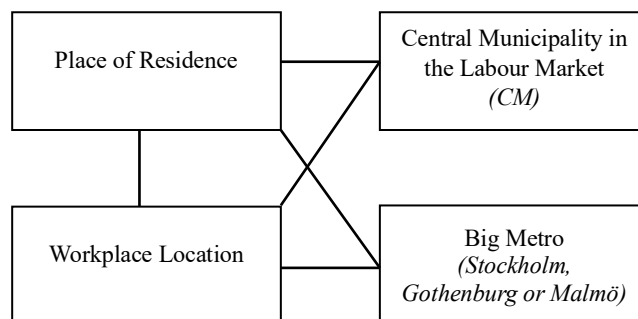 Place of Residence
Central Municipality in
the Labour Market
(CM)
Workplace Location
Big Metro
(Stockholm,
Gothenburg or Malmö)